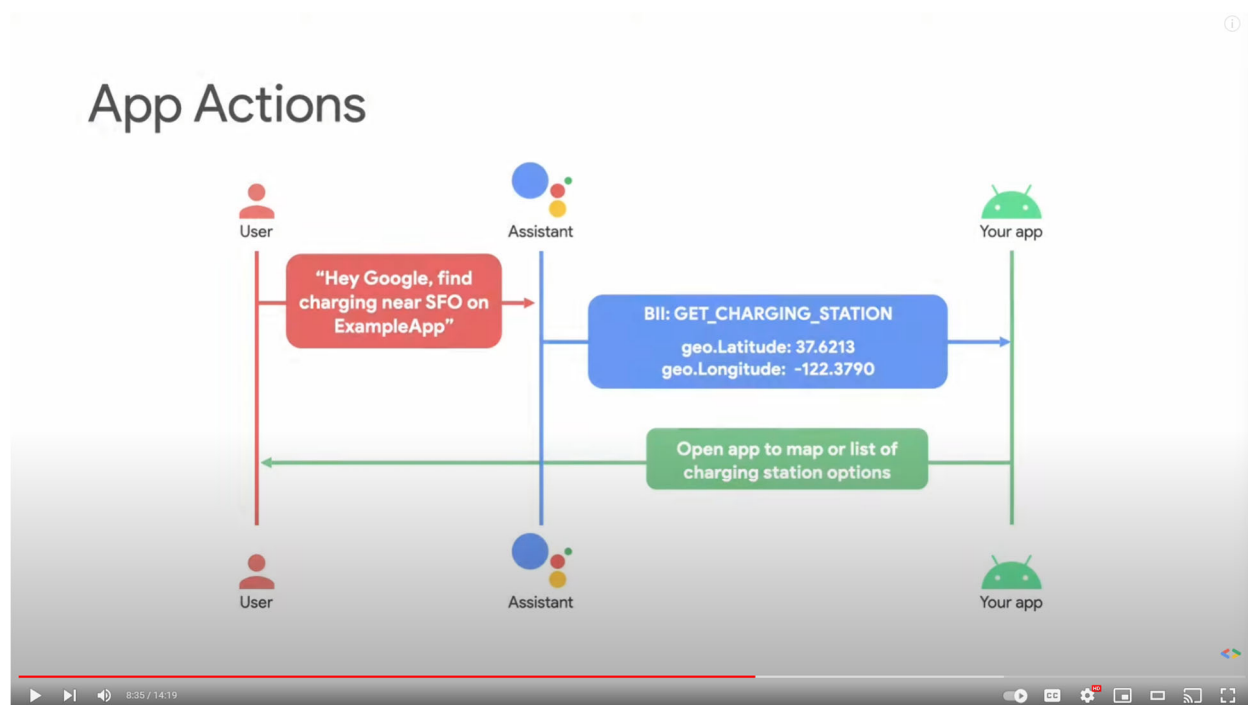 App Actions
User
Assistant
Your app
“Hey Google, find
charging near SFO on
ExampleApp”
BII: GET_CHARGING_STATION
geo.Latitude: 37.6213
geo.Longitude: -122.3790
Open app to map or list of
charging station options
User
Assistant
Your app
8:35 / 14:19
CC
HD